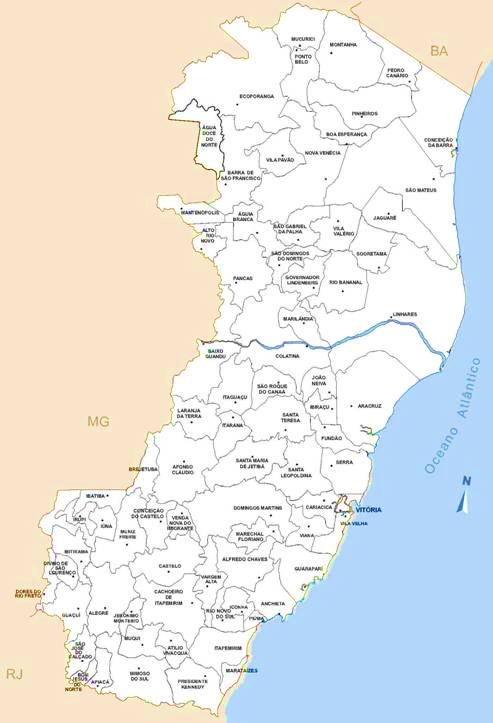 BA
MUCURICI
MONTANHA
PONTO
BELO
PEDRO
CANÁRIO
ECOPORANGA
PINHEIROS
ÁGUA
DOCE
DO
NORTE
BOA ESPERANÇA
CONCEIÇÃO
DA BARRA
VILA PAVÃO
NOVA VENÉCIA
BARRA DE
SÃO FRANCISCO
SÃO MATEUS
MANTENÓPOLIS
ÁGUIA
BRANCA
JAGUARÉ
ALTO
RIO
NOVO
SÃO GABRIEL
DA PALHA
VILA
VALÉRIO
SÃO DOMINGOS
DO NORTE
SOORETAMA
PANCAS
GOVERNADOR
LINDENBERG
RIO BANANAL
LINHARES
MARILÂNDIA
BAIXO
GUANDU
COLATINA
Oceano Atlântico
SÃO ROQUE
DO CANAÃ
JOÃO
NEIVA
ITAGUAÇU
IBIRAÇU
ARACRUZ
LARANJA
DA TERRA
ITARANA
SANTA
TERESA
MG
FUNDÃO
BREJETUBA
AFONSO
CLÁUDIO
SANTA MARIA
DE JETIBÁ
SANTA
LEOPOLDINA
SERRA
N
IBATIBA
CONCEIÇÃO
DO CASTELO
VENDA
NOVA DO
IMIGRANTE
DOMINGOS MARTINS
CARIACICA
VITÓRIA
VILA VELHA
IRUPI
IÚNA
MUNIZ
FREIRE
MARECHAL
FLORIANO
VIANA
IBITIRAMA
DIVINO DE
SÃO
LOURENÇO
CASTELO
ALFREDO CHAVES
GUARAPARI
VARGEM
ALTA
DORES DO
RIO PRETO
CACHOEIRO
DE
ITAPEMIRIM
GUAÇUÍ
ALEGRE
JERÔNIMO
MONTEIRO
RIO NOVO
DO SUL
ICONHA
ANCHIETA
PIÚMA
SÃO
JOSÉ
DO
CALÇADO
MUQUI
ATILIO
VIVACQUA
ITAPEMIRIM
RJ
BOM
JESUS
DO
NORTE
APIACÁ
MIMOSO
DO SUL
PRESIDENTE
KENNEDY
MARATAÍZES